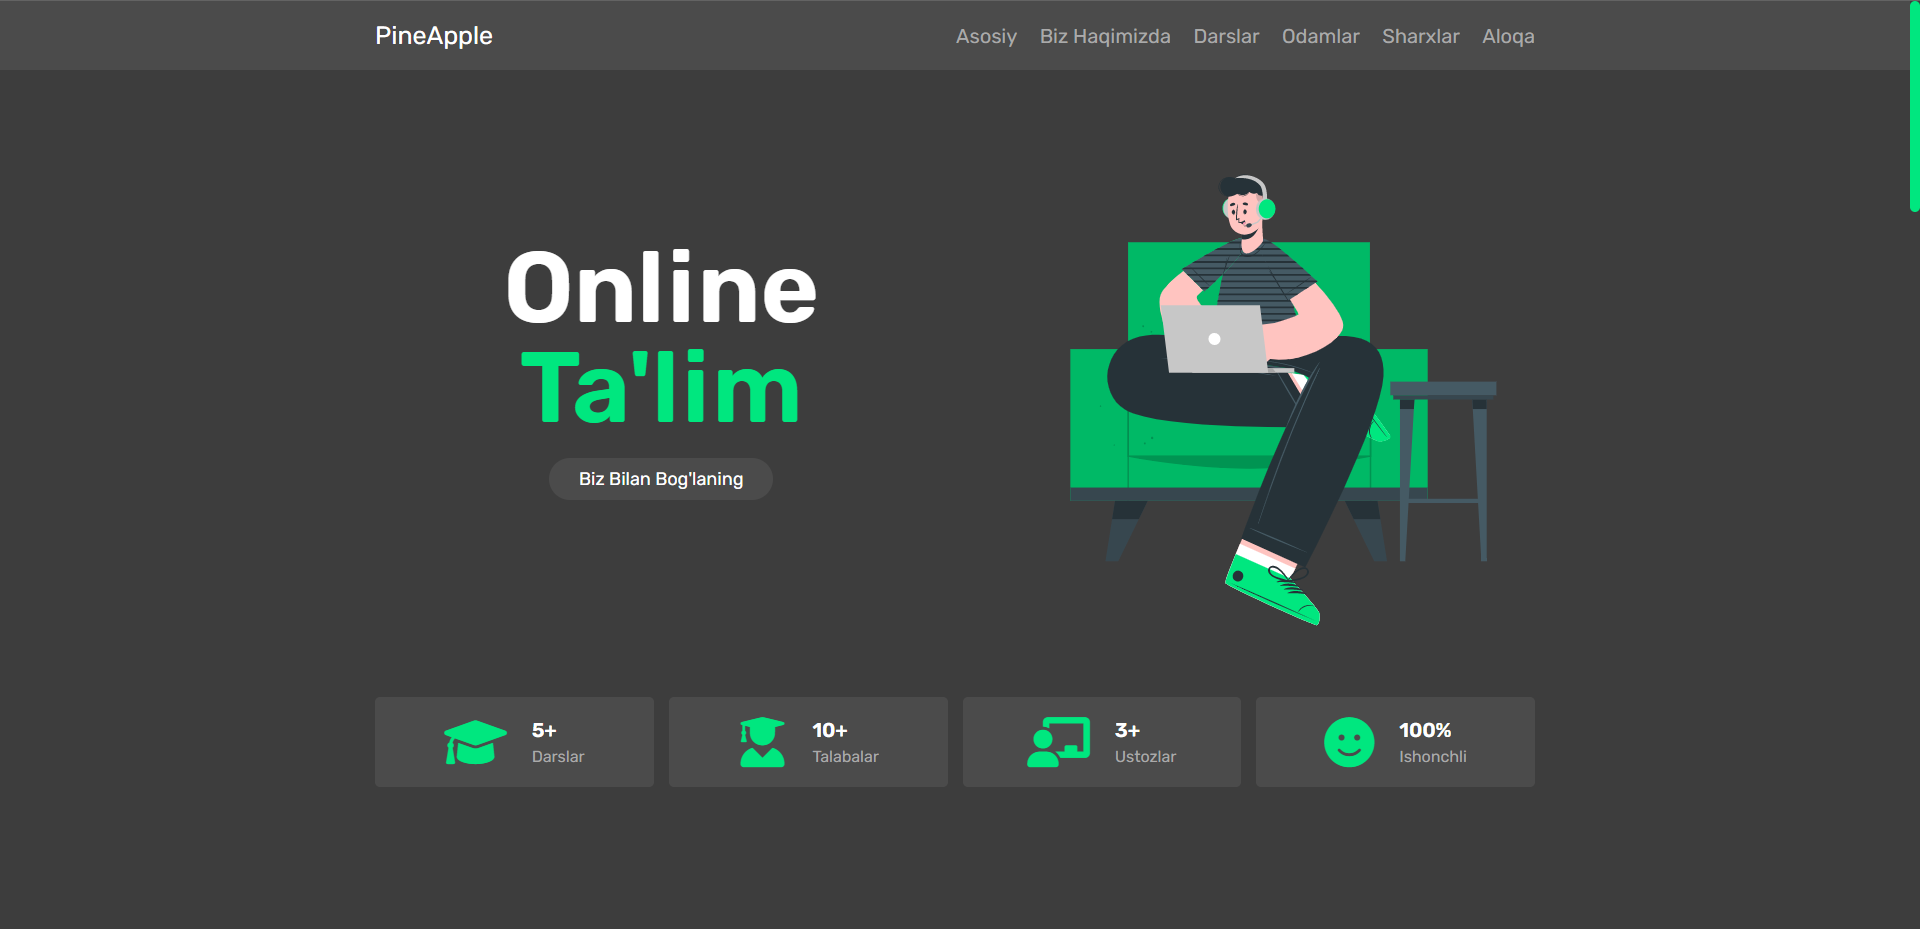 PineApple
Asosiy Biz Haqimizda Darslar Odamlar Sharxlar Aloqa
Online
Ta'lim
Biz Bilan Bog'laning
5+
Darslar
10+
Talabalar
3+
Ustozlar
100%
Ishonchli